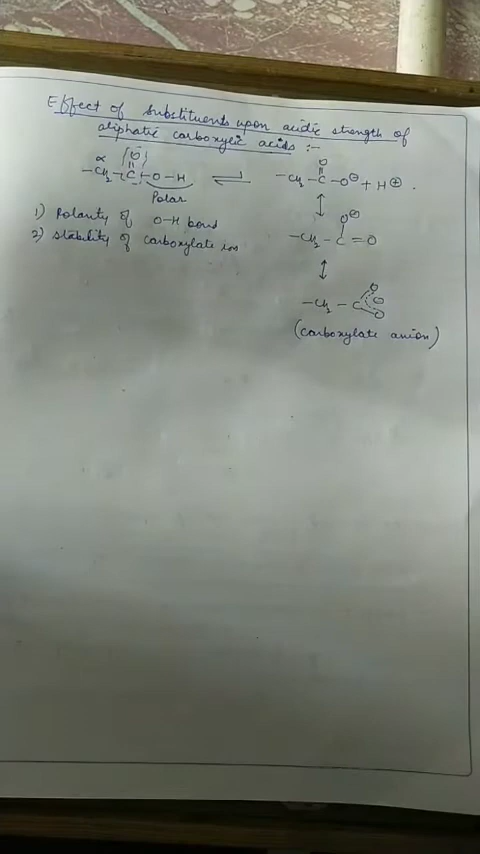 Effect of substituents upon acidic strength of
aliphatic carboxylic acids :-
α O O
-CH2-C-O-H ⇌ -CH2-C-O⊖ + H⊕.
Polar ↕
1) Polarity of O-H bond O⊖
2) Stability of carboxylate ion -CH2-C=O
↕
O
-CH2-C ⊖
O
(carboxylate anion)